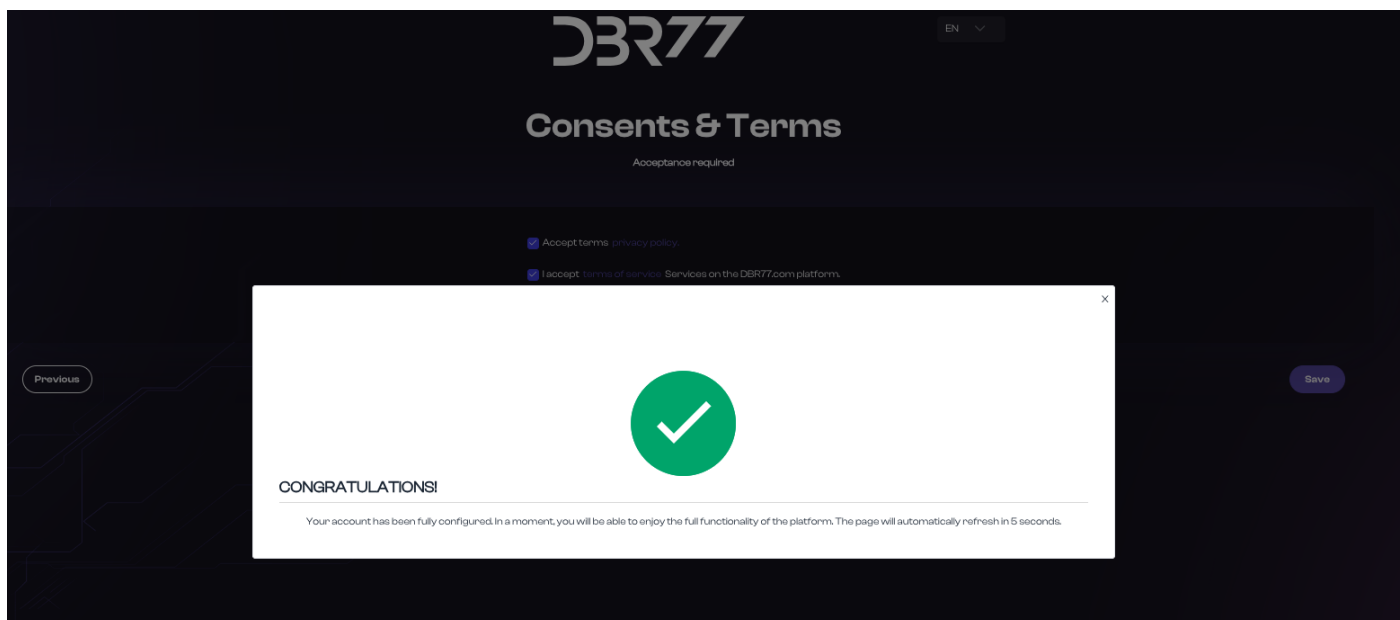 DBR77
EN
Consents & Terms
Acceptance required
Accept terms privacy policy.
I accept terms of service Services on the DBR77.com platform.
X
Previous
Save
CONGRATULATIONS!
Your account has been fully configured. In a moment, you will be able to enjoy the full functionality of the platform. The page will automatically refresh in 5 seconds.